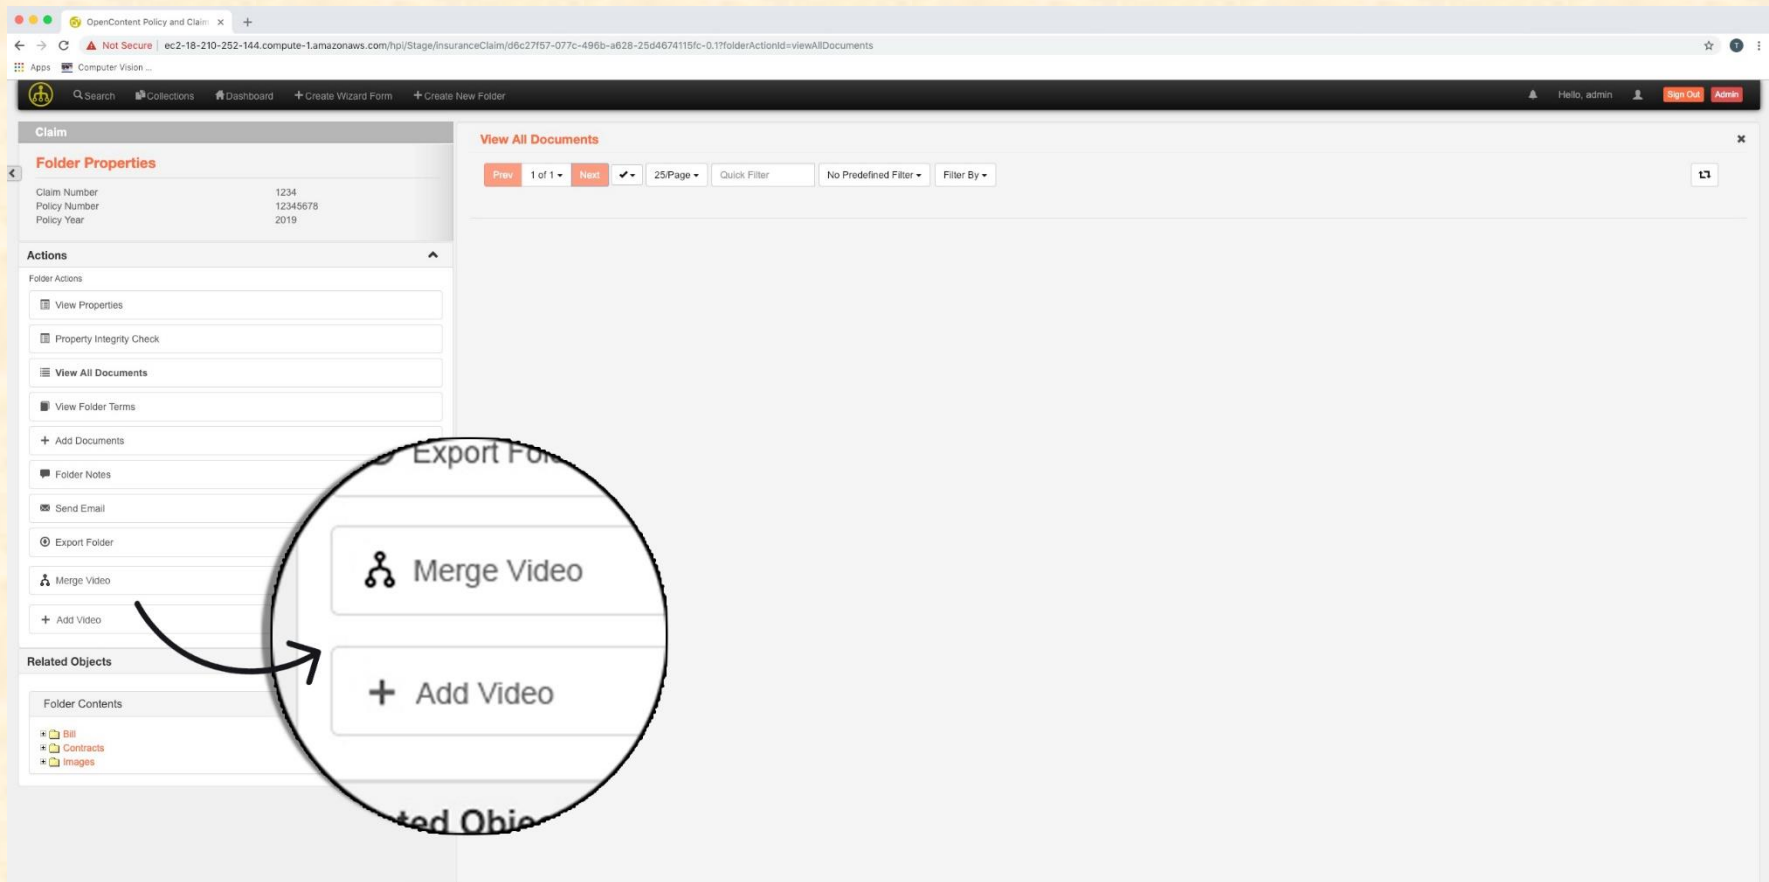 OpenContent Policy and Claim
Not Secure | ec2-18-210-252-144.compute-1.amazonaws.com/hpi/Stage/insuranceClaim/d6c27f57-077c-496b-a628-25d4674115fc-0.1?folderActionId=viewAllDocuments
T
Apps Computer Vision ...
Search Collections Dashboard +Create Wizard Form +Create New Folder Hello, admin Sign Out Admin
Claim
Folder Properties
Claim Number 1234
Policy Number 12345678
Policy Year 2019
Actions
Folder Actions
View Properties
Property Integrity Check
View All Documents
View Folder Terms
+ Add Documents
Folder Notes
Send Email
Export Folder
Merge Video
+ Add Video
Related Objects
Folder Contents
Bill
Contracts
Images
View All Documents
Prev 1 of 1 Next 25/Page Quick Filter No Predefined Filter Filter By
Export Fol
Merge Video
+ Add Video
ted Obje